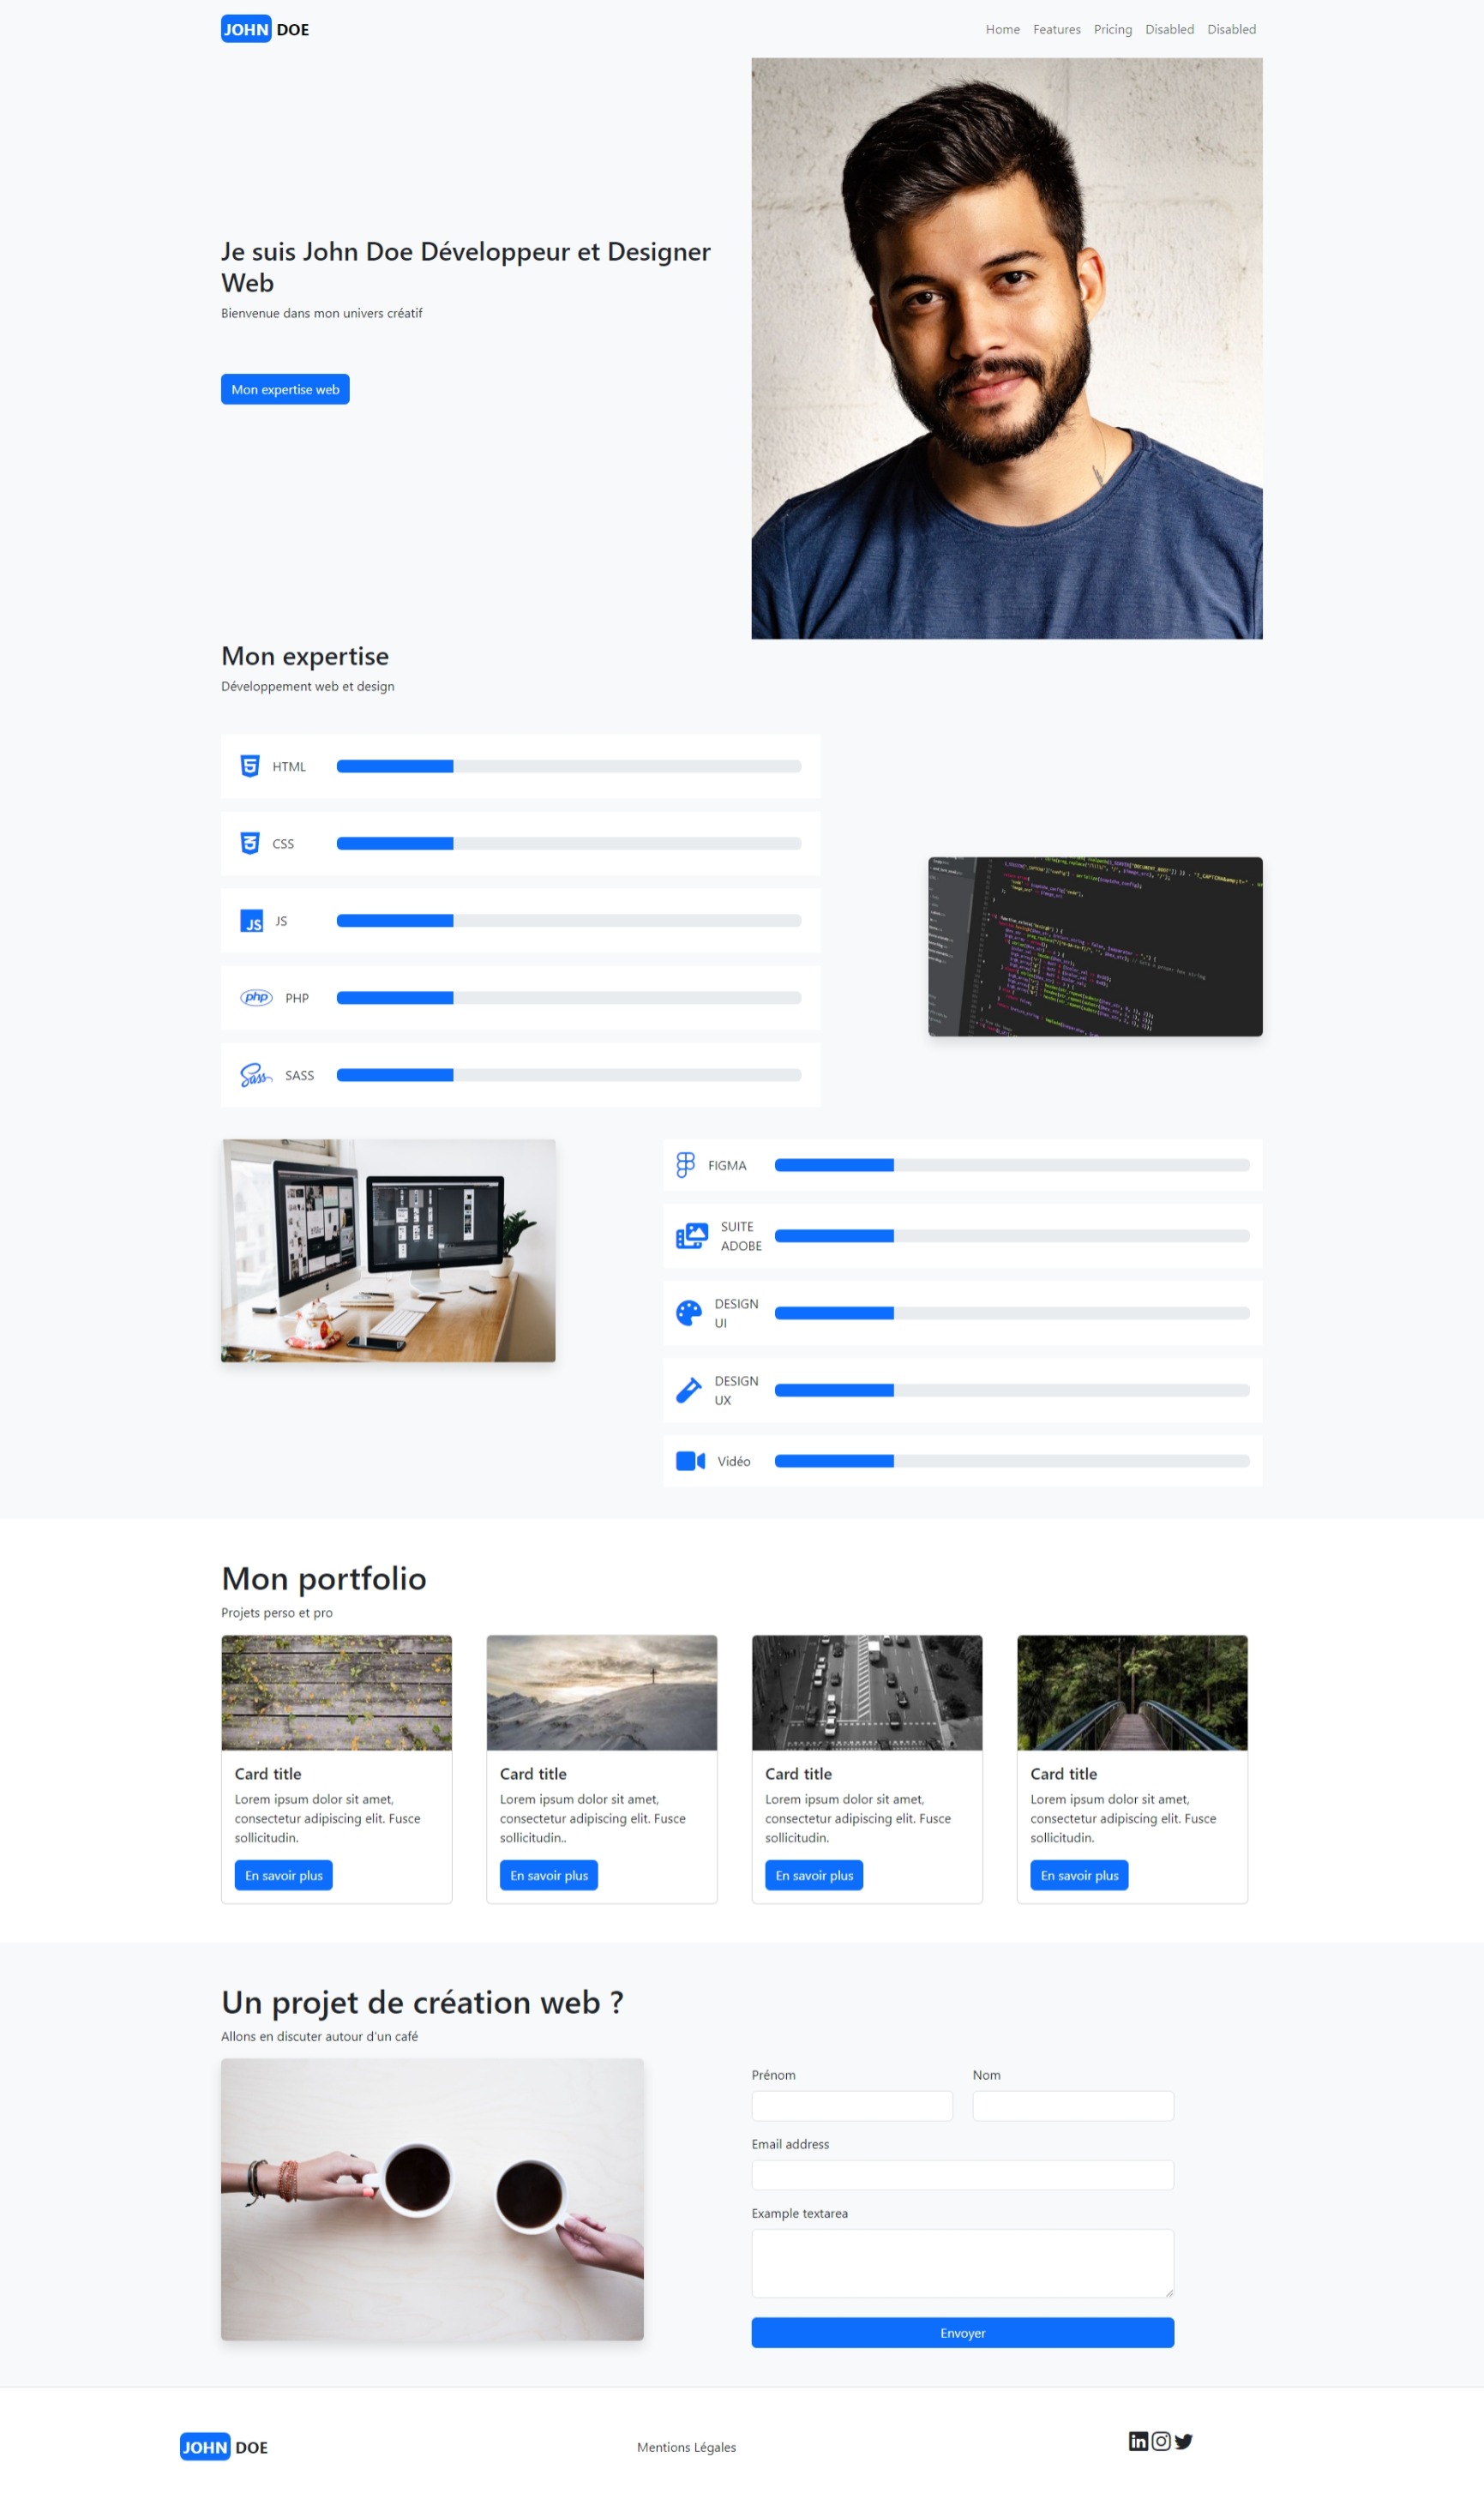 JOHN DOE
Home Features Pricing Disabled Disabled
Je suis John Doe Développeur et Designer
Web
Bienvenue dans mon univers créatif
Mon expertise web
Mon expertise
Développement web et design
HTML
CSS
JS JS
php PHP
Sass SASS
FIGMA
SUITE
ADOBE
DESIGN
UI
DESIGN
UX
Vidéo
Mon portfolio
Projets perso et pro
Card title
Lorem ipsum dolor sit amet,
consectetur adipiscing elit. Fusce
sollicitudin.
En savoir plus
Card title
Lorem ipsum dolor sit amet,
consectetur adipiscing elit. Fusce
sollicitudin..
En savoir plus
Card title
Lorem ipsum dolor sit amet,
consectetur adipiscing elit. Fusce
sollicitudin.
En savoir plus
Card title
Lorem ipsum dolor sit amet,
consectetur adipiscing elit. Fusce
sollicitudin.
En savoir plus
Un projet de création web ?
Allons en discuter autour d'un café
Prénom Nom
Email address
Example textarea
Envoyer
JOHN DOE
Mentions Légales
in